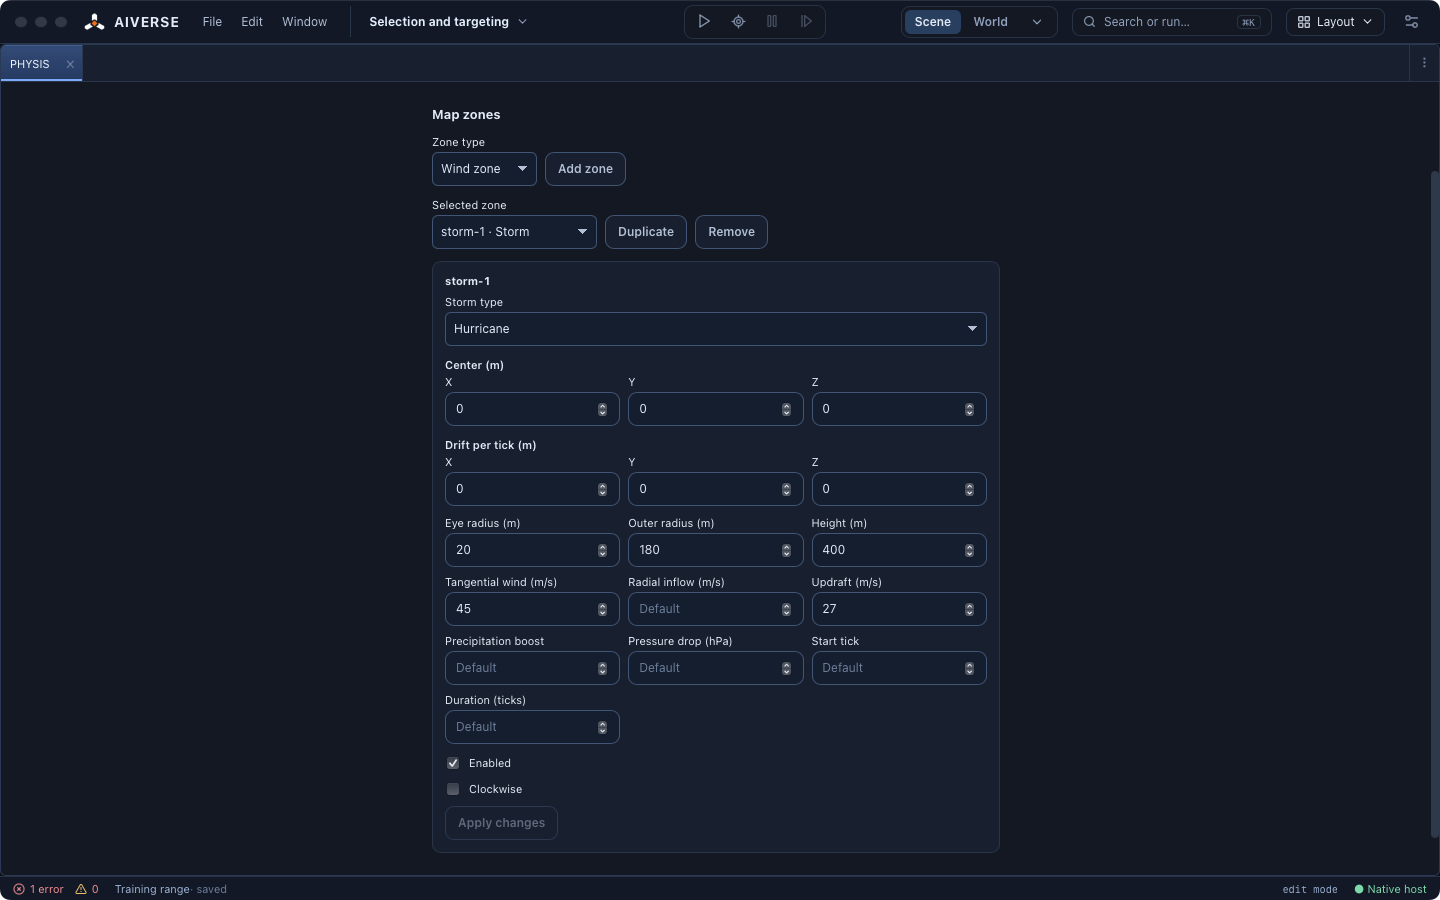 AIVERSE File Edit Window Selection and targeting Scene World Search or run... ⌘K Layout
PHYSIS
Map zones
Zone type
Wind zone Add zone
Selected zone
storm-1 · Storm Duplicate Remove
storm-1
Storm type
Hurricane
Center (m)
X Y Z
0 0 0
Drift per tick (m)
X Y Z
0 0 0
Eye radius (m) Outer radius (m) Height (m)
20 180 400
Tangential wind (m/s) Radial inflow (m/s) Updraft (m/s)
45 Default 27
Precipitation boost Pressure drop (hPa) Start tick
Default Default Default
Duration (ticks)
Default
Enabled
Clockwise
Apply changes
1 error 0 Training range · saved edit mode Native host